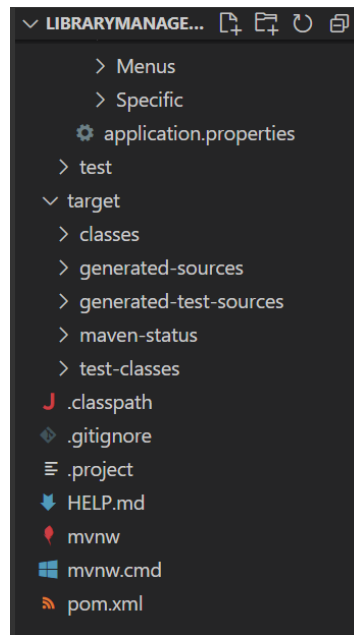 LIBRARYMANAGE...
Menus
Specific
application.properties
test
target
classes
generated-sources
generated-test-sources
maven-status
test-classes
.classpath
.gitignore
.project
HELP.md
mvnw
mvnw.cmd
pom.xml